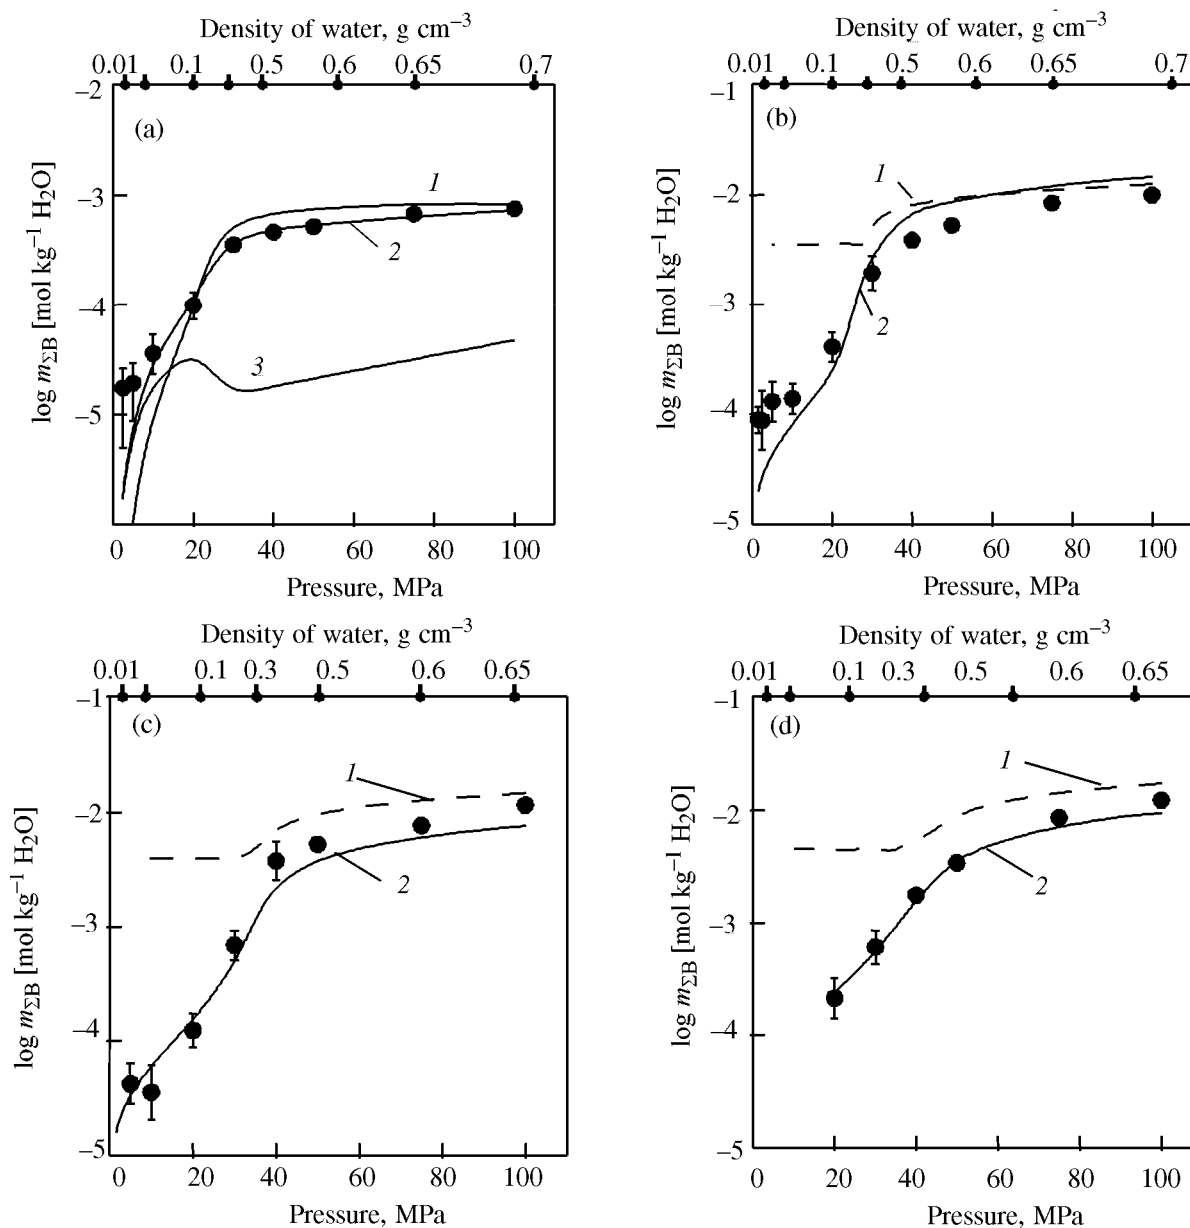 Density of water, g cm⁻³
0.01 0.1 0.5 0.6 0.65 0.7
−2
(a)
1
−3
2
−4
3
−5
log m_ΣB [mol kg⁻¹ H₂O]
0 20 40 60 80 100
Pressure, MPa
Density of water, g cm⁻³
0.01 0.1 0.5 0.6 0.65 0.7
−1
(b)
1
−2
−3
2
−4
−5
log m_ΣB [mol kg⁻¹ H₂O]
0 20 40 60 80 100
Pressure, MPa
Density of water, g cm⁻³
0.01 0.1 0.3 0.5 0.6 0.65
−1
(c)
1
−2
2
−3
−4
−5
log m_ΣB [mol kg⁻¹ H₂O]
0 20 40 60 80 100
Pressure, MPa
Density of water, g cm⁻³
0.01 0.1 0.3 0.5 0.6 0.65
−1
(d)
1
−2
2
−3
−4
−5
log m_ΣB [mol kg⁻¹ H₂O]
0 20 40 60 80 100
Pressure, MPa